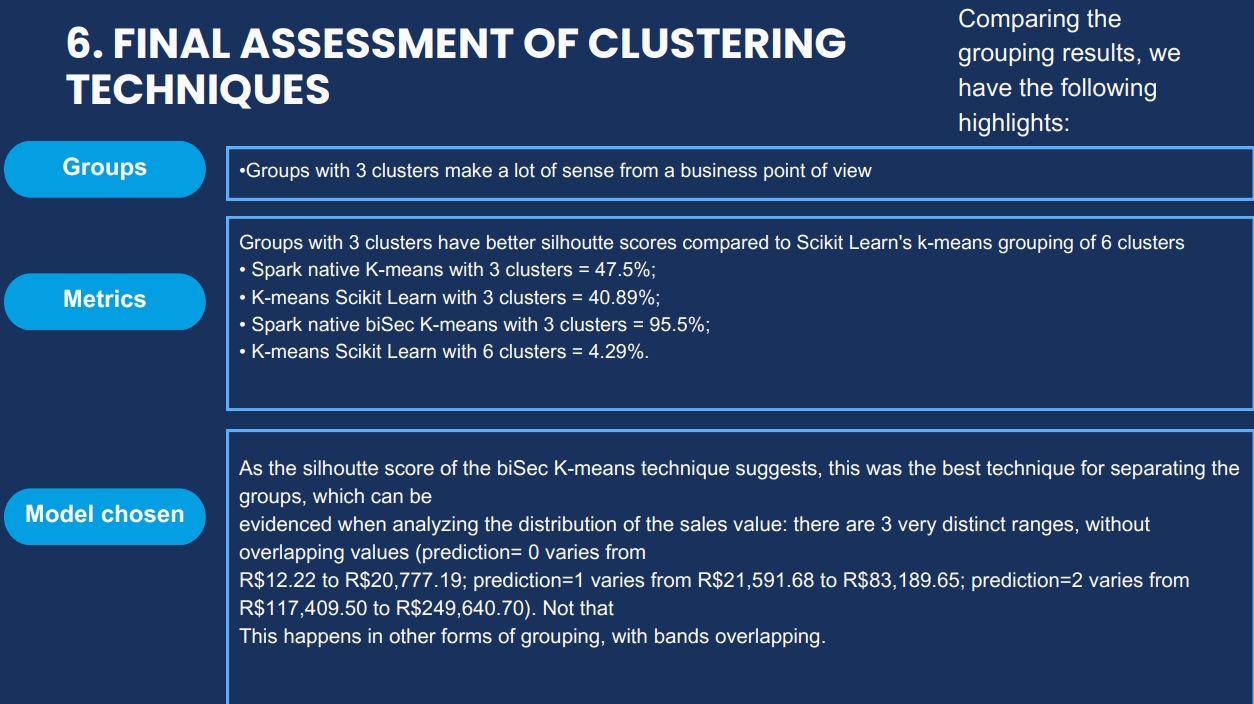 6. FINAL ASSESSMENT OF CLUSTERING
TECHNIQUES
Comparing the
grouping results, we
have the following
highlights:
Groups
•Groups with 3 clusters make a lot of sense from a business point of view
Metrics
Groups with 3 clusters have better silhoutte scores compared to Scikit Learn's k-means grouping of 6 clusters
• Spark native K-means with 3 clusters = 47.5%;
• K-means Scikit Learn with 3 clusters = 40.89%;
• Spark native biSec K-means with 3 clusters = 95.5%;
• K-means Scikit Learn with 6 clusters = 4.29%.
Model chosen
As the silhoutte score of the biSec K-means technique suggests, this was the best technique for separating the
groups, which can be
evidenced when analyzing the distribution of the sales value: there are 3 very distinct ranges, without
overlapping values (prediction= 0 varies from
R$12.22 to R$20,777.19; prediction=1 varies from R$21,591.68 to R$83,189.65; prediction=2 varies from
R$117,409.50 to R$249,640.70). Not that
This happens in other forms of grouping, with bands overlapping.